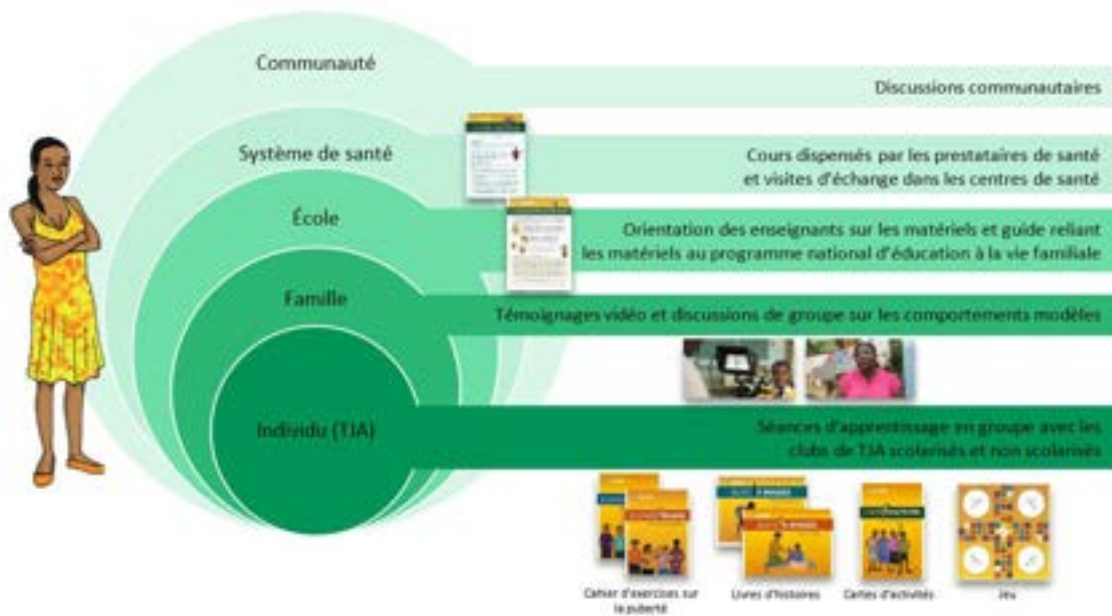 Communauté
Discussions communautaires
Système de santé
Cours dispensés par les prestataires de santé
et visites d'échange dans les centres de santé
École
Orientation des enseignants sur les matériels et guide reliant
les matériels au programme national d'éducation à la vie familiale
Famille
Témoignages vidéo et discussions de groupe sur les comportements modèles
Individu (TJA)
Séances d'apprentissage en groupe avec les
clubs de TJA scolarisés et non scolarisés
Cahier d'exercises sur
la puberté
Livres d'histoires
Cartes d'activités
Jeu